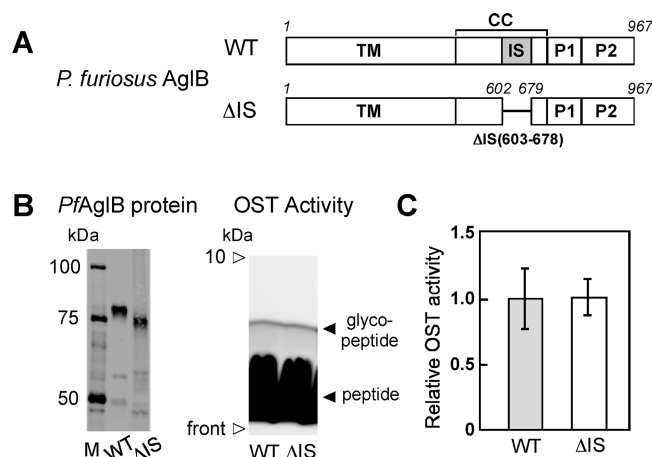 A
P. furiosus AglB
CC
1
967
WT
TM
IS
P1
P2
1
602
679
967
ΔIS
TM
P1
P2
ΔIS(603-678)
B
PfAglB protein
OST Activity
kDa
100
75
50
M
WT
ΔIS
kDa
10
glyco-
peptide
peptide
front
WT ΔIS
C
Relative OST activity
1.5
1.0
0.5
0
WT
ΔIS